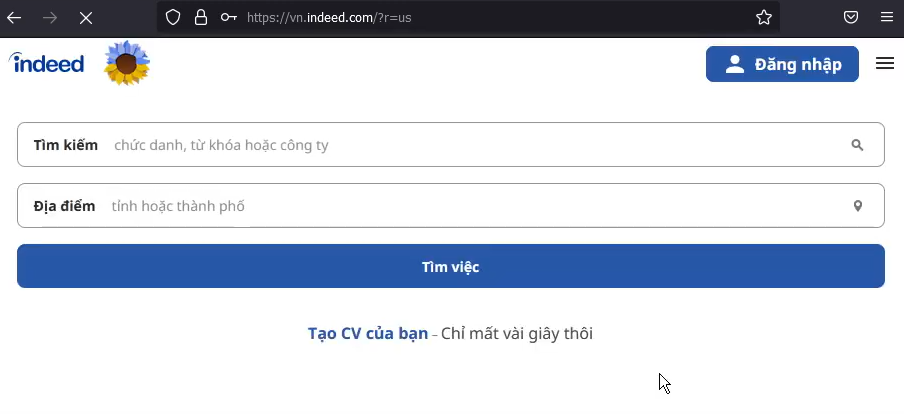 https://vn.indeed.com/?r=us
indeed
Đăng nhập
Tìm kiếm chức danh, từ khóa hoặc công ty
Địa điểm tỉnh hoặc thành phố
Tìm việc
Tạo CV của bạn – Chỉ mất vài giây thôi